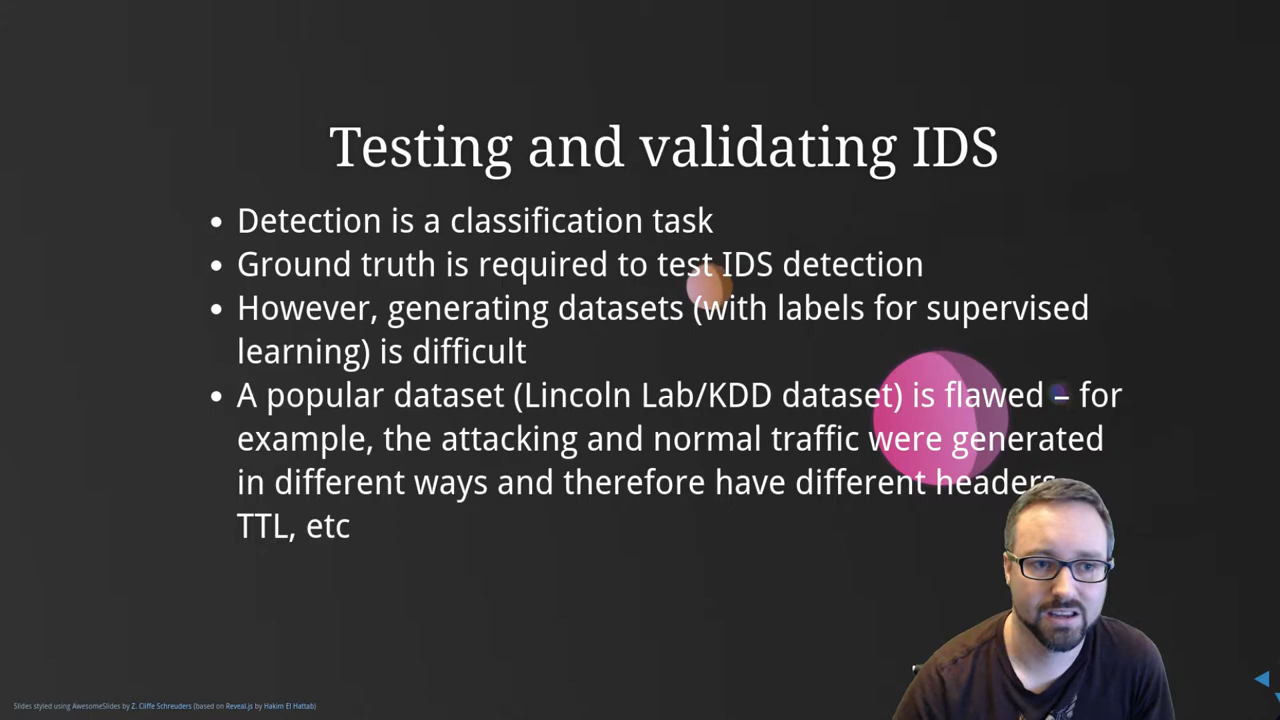 Testing and validating IDS
• Detection is a classification task
• Ground truth is required to test IDS detection
• However, generating datasets (with labels for supervised
learning) is difficult
• A popular dataset (Lincoln Lab/KDD dataset) is flawed – for
example, the attacking and normal traffic were generated
in different ways and therefore have different headers
TTL, etc
Slides styled using AwesomeSlides by Z. Cliffe Schreuders (based on Reveal.js by Hakim El Hattab)